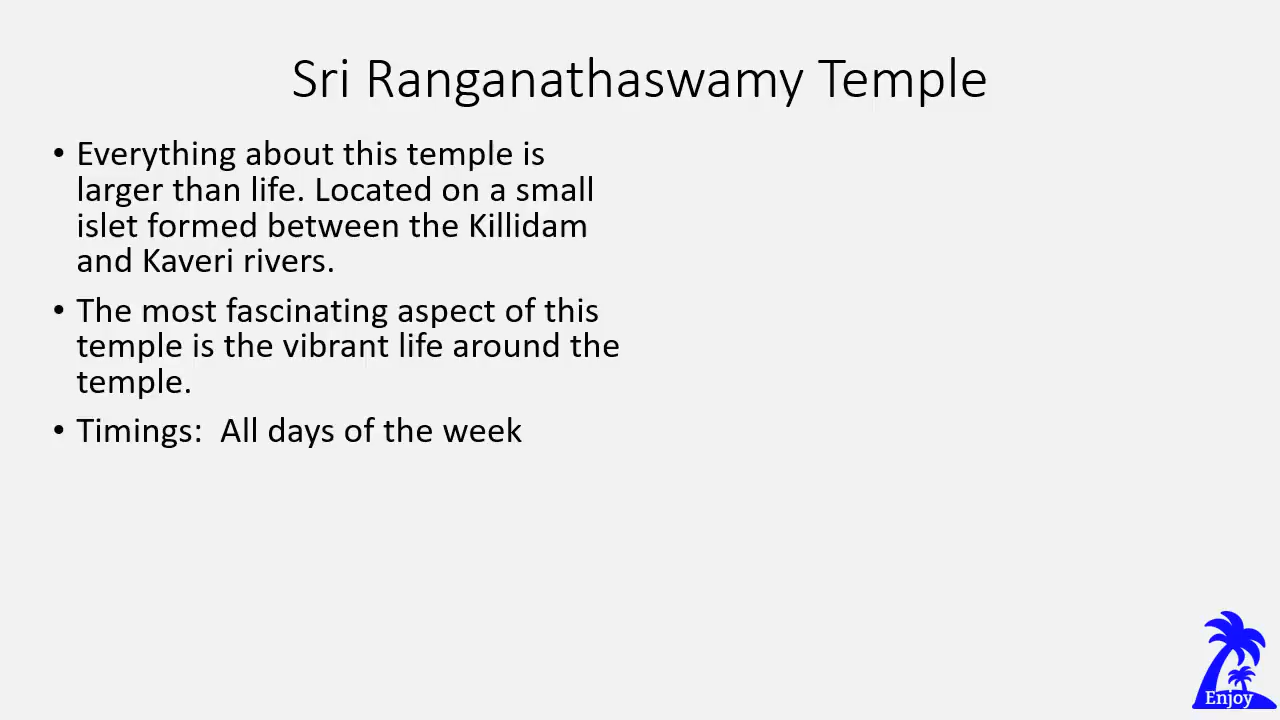 Sri Ranganathaswamy Temple
• Everything about this temple is
larger than life. Located on a small
islet formed between the Killidam
and Kaveri rivers.
• The most fascinating aspect of this
temple is the vibrant life around the
temple.
• Timings:  All days of the week
Enjoy